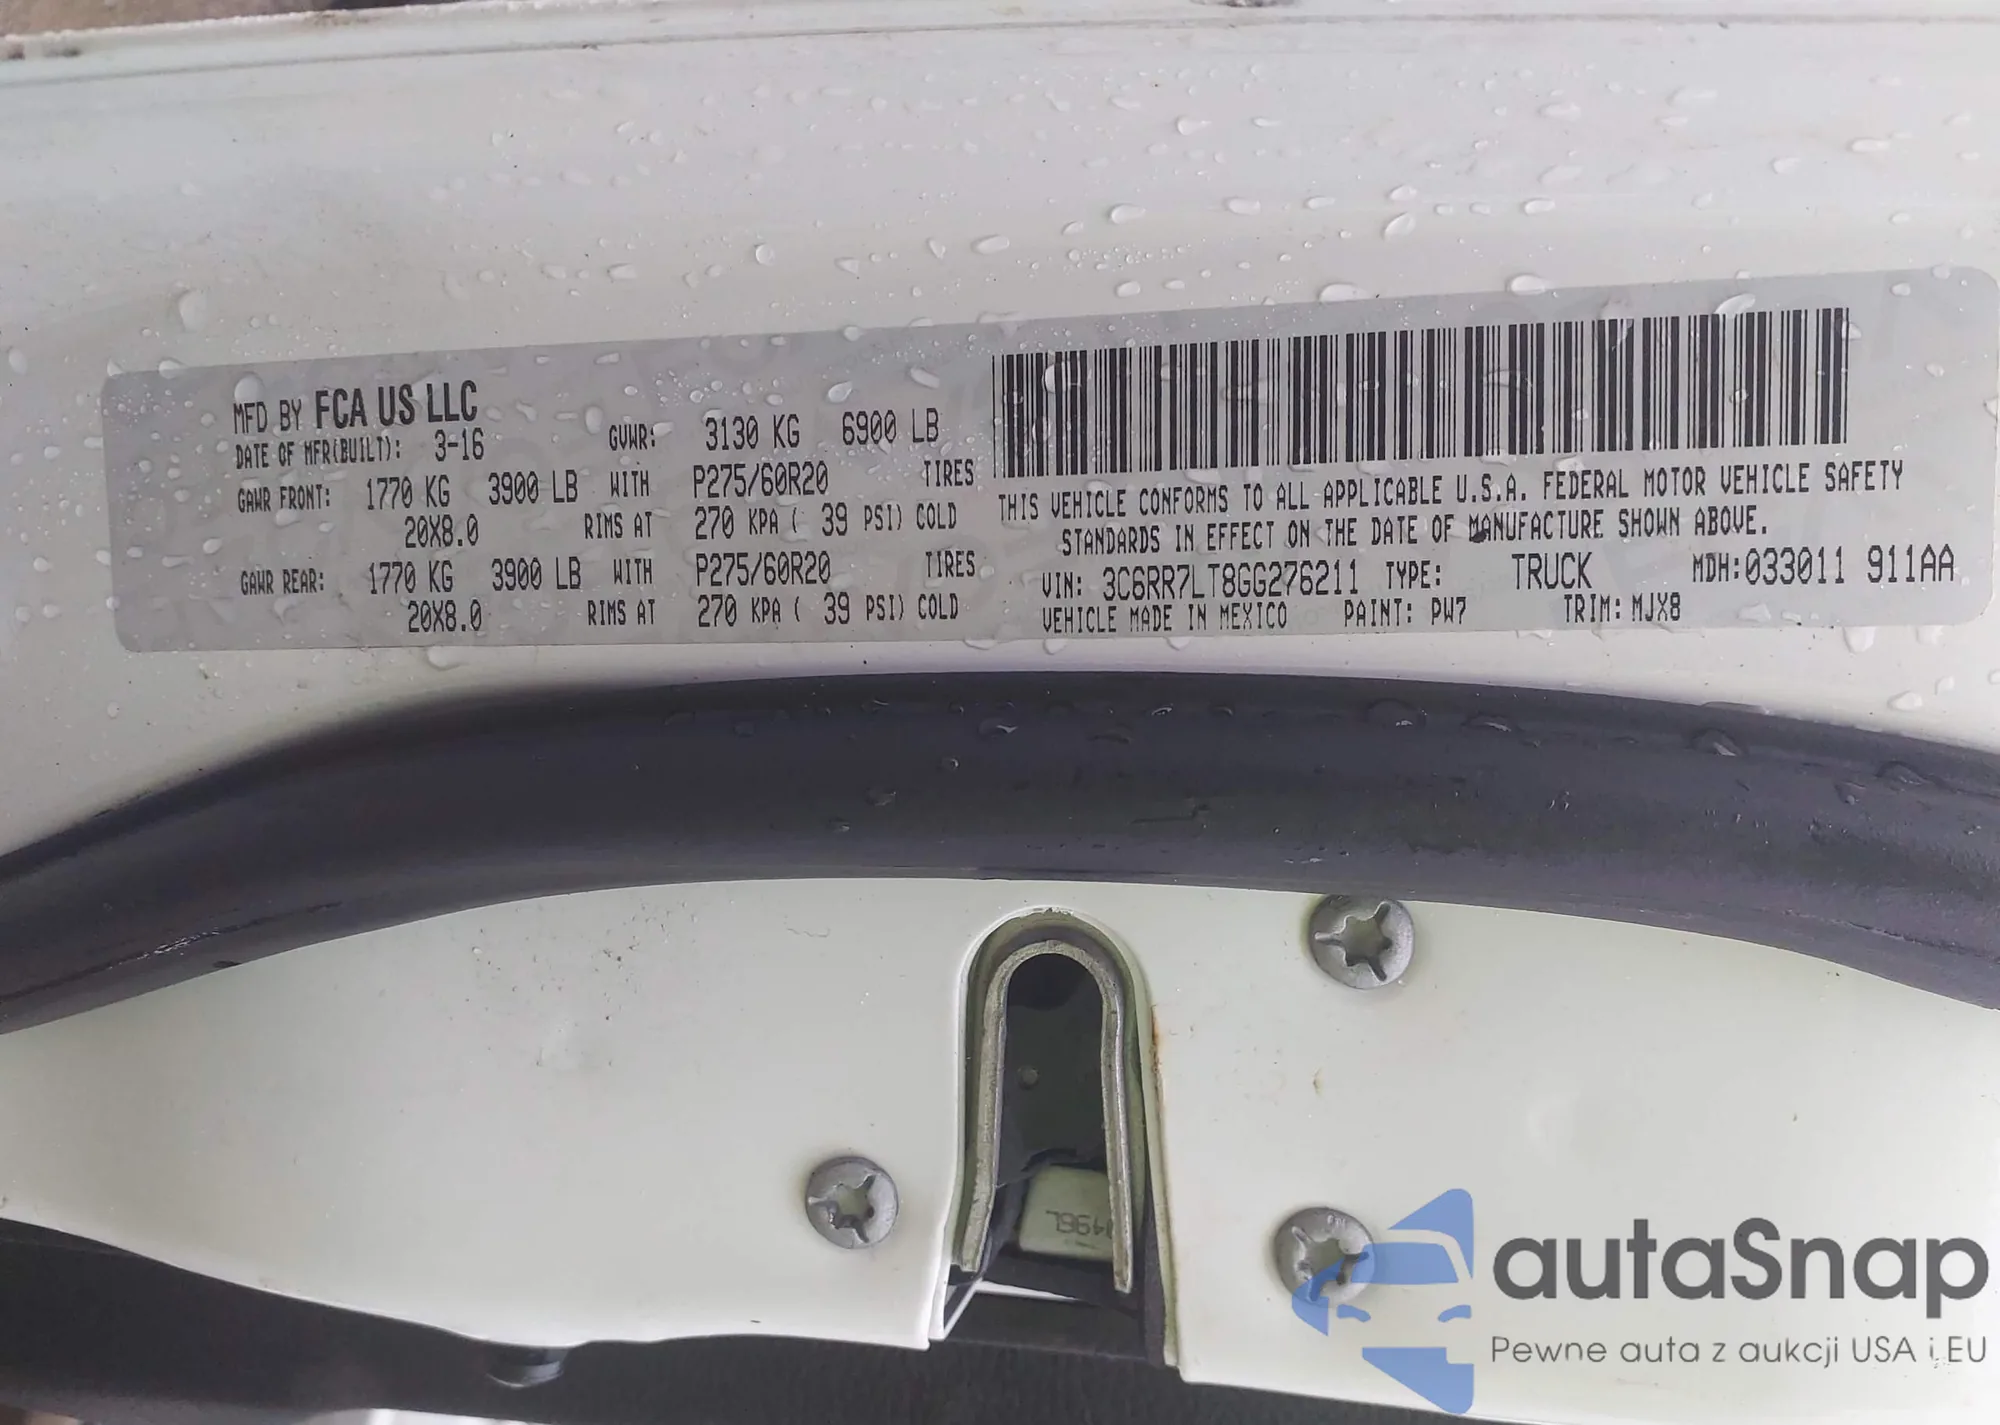 MFD BY FCA US LLC
DATE OF MFR(BUILT): 3-16 GVWR: 3130 KG 6900 LB
GAWR FRONT: 1770 KG 3900 LB WITH P275/60R20 TIRES
20X8.0 RIMS AT 270 KPA ( 39 PSI) COLD
GAWR REAR: 1770 KG 3900 LB WITH P275/60R20 TIRES
20X8.0 RIMS AT 270 KPA ( 39 PSI) COLD
THIS VEHICLE CONFORMS TO ALL APPLICABLE U.S.A. FEDERAL MOTOR VEHICLE SAFETY
STANDARDS IN EFFECT ON THE DATE OF MANUFACTURE SHOWN ABOVE.
VIN: 3C6RR7LT8GG276211 TYPE: TRUCK MDH:033011 911AA
VEHICLE MADE IN MEXICO PAINT: PW7 TRIM: MJX8
autaSnap
Pewne auta z aukcji USA i EU